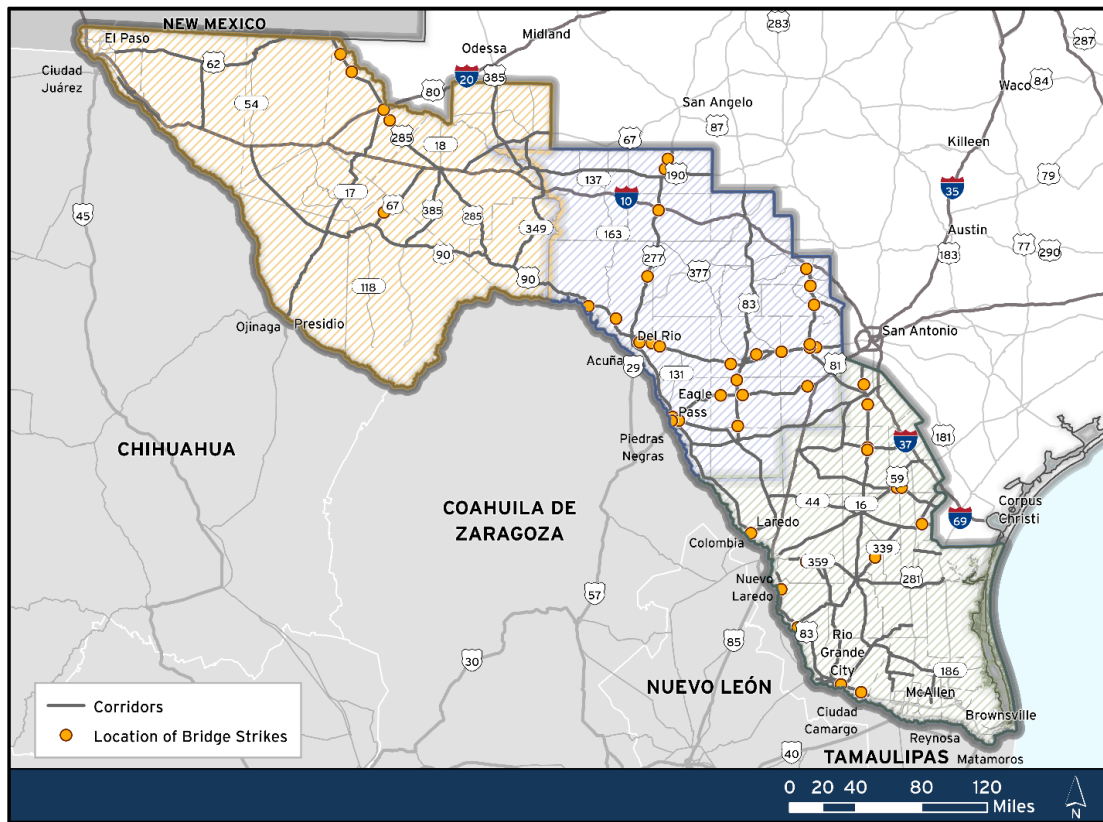 NEW MEXICO
El Paso
Ciudad
Juárez
62
54
45
Midland
Odessa
20
385
80
285
18
283
287
84
Waco
San Angelo
87
67
Killeen
35
79
Austin
183
77
290
190
137
10
163
17
67
385
285
349
90
90
118
277
377
83
Ojinaga
Presidio
Del Rio
Acuña
29
131
81
San Antonio
Eagle
Pass
Piedras
Negras
37
181
59
CHIHUAHUA
COAHUILA DE
ZARAGOZA
44
16
Corpus
Christi
69
Laredo
Colombia
359
339
281
Nuevo
Laredo
57
85
83
Rio
Grande
City
30
186
NUEVO LEÓN
McAllen
Brownsville
Ciudad
Camargo
Reynosa
40
TAMAULIPAS
Matamoros
Corridors
Location of Bridge Strikes
0 20 40 80 120
Miles
N